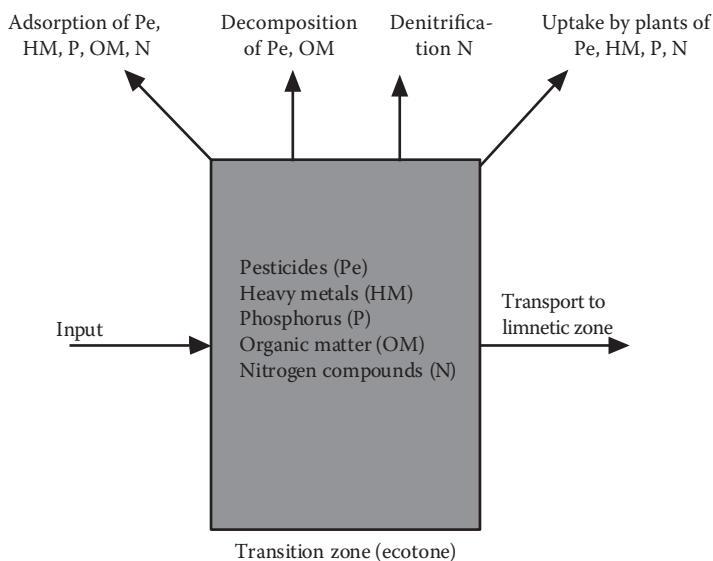 Adsorption of Pe,
HM, P, OM, N
Decomposition
of Pe, OM
Denitrifica-
tion N
Uptake by plants of
Pe, HM, P, N
Pesticides (Pe)
Heavy metals (HM)
Phosphorus (P)
Organic matter (OM)
Nitrogen compounds (N)
Input
Transport to
limnetic zone
Transition zone (ecotone)